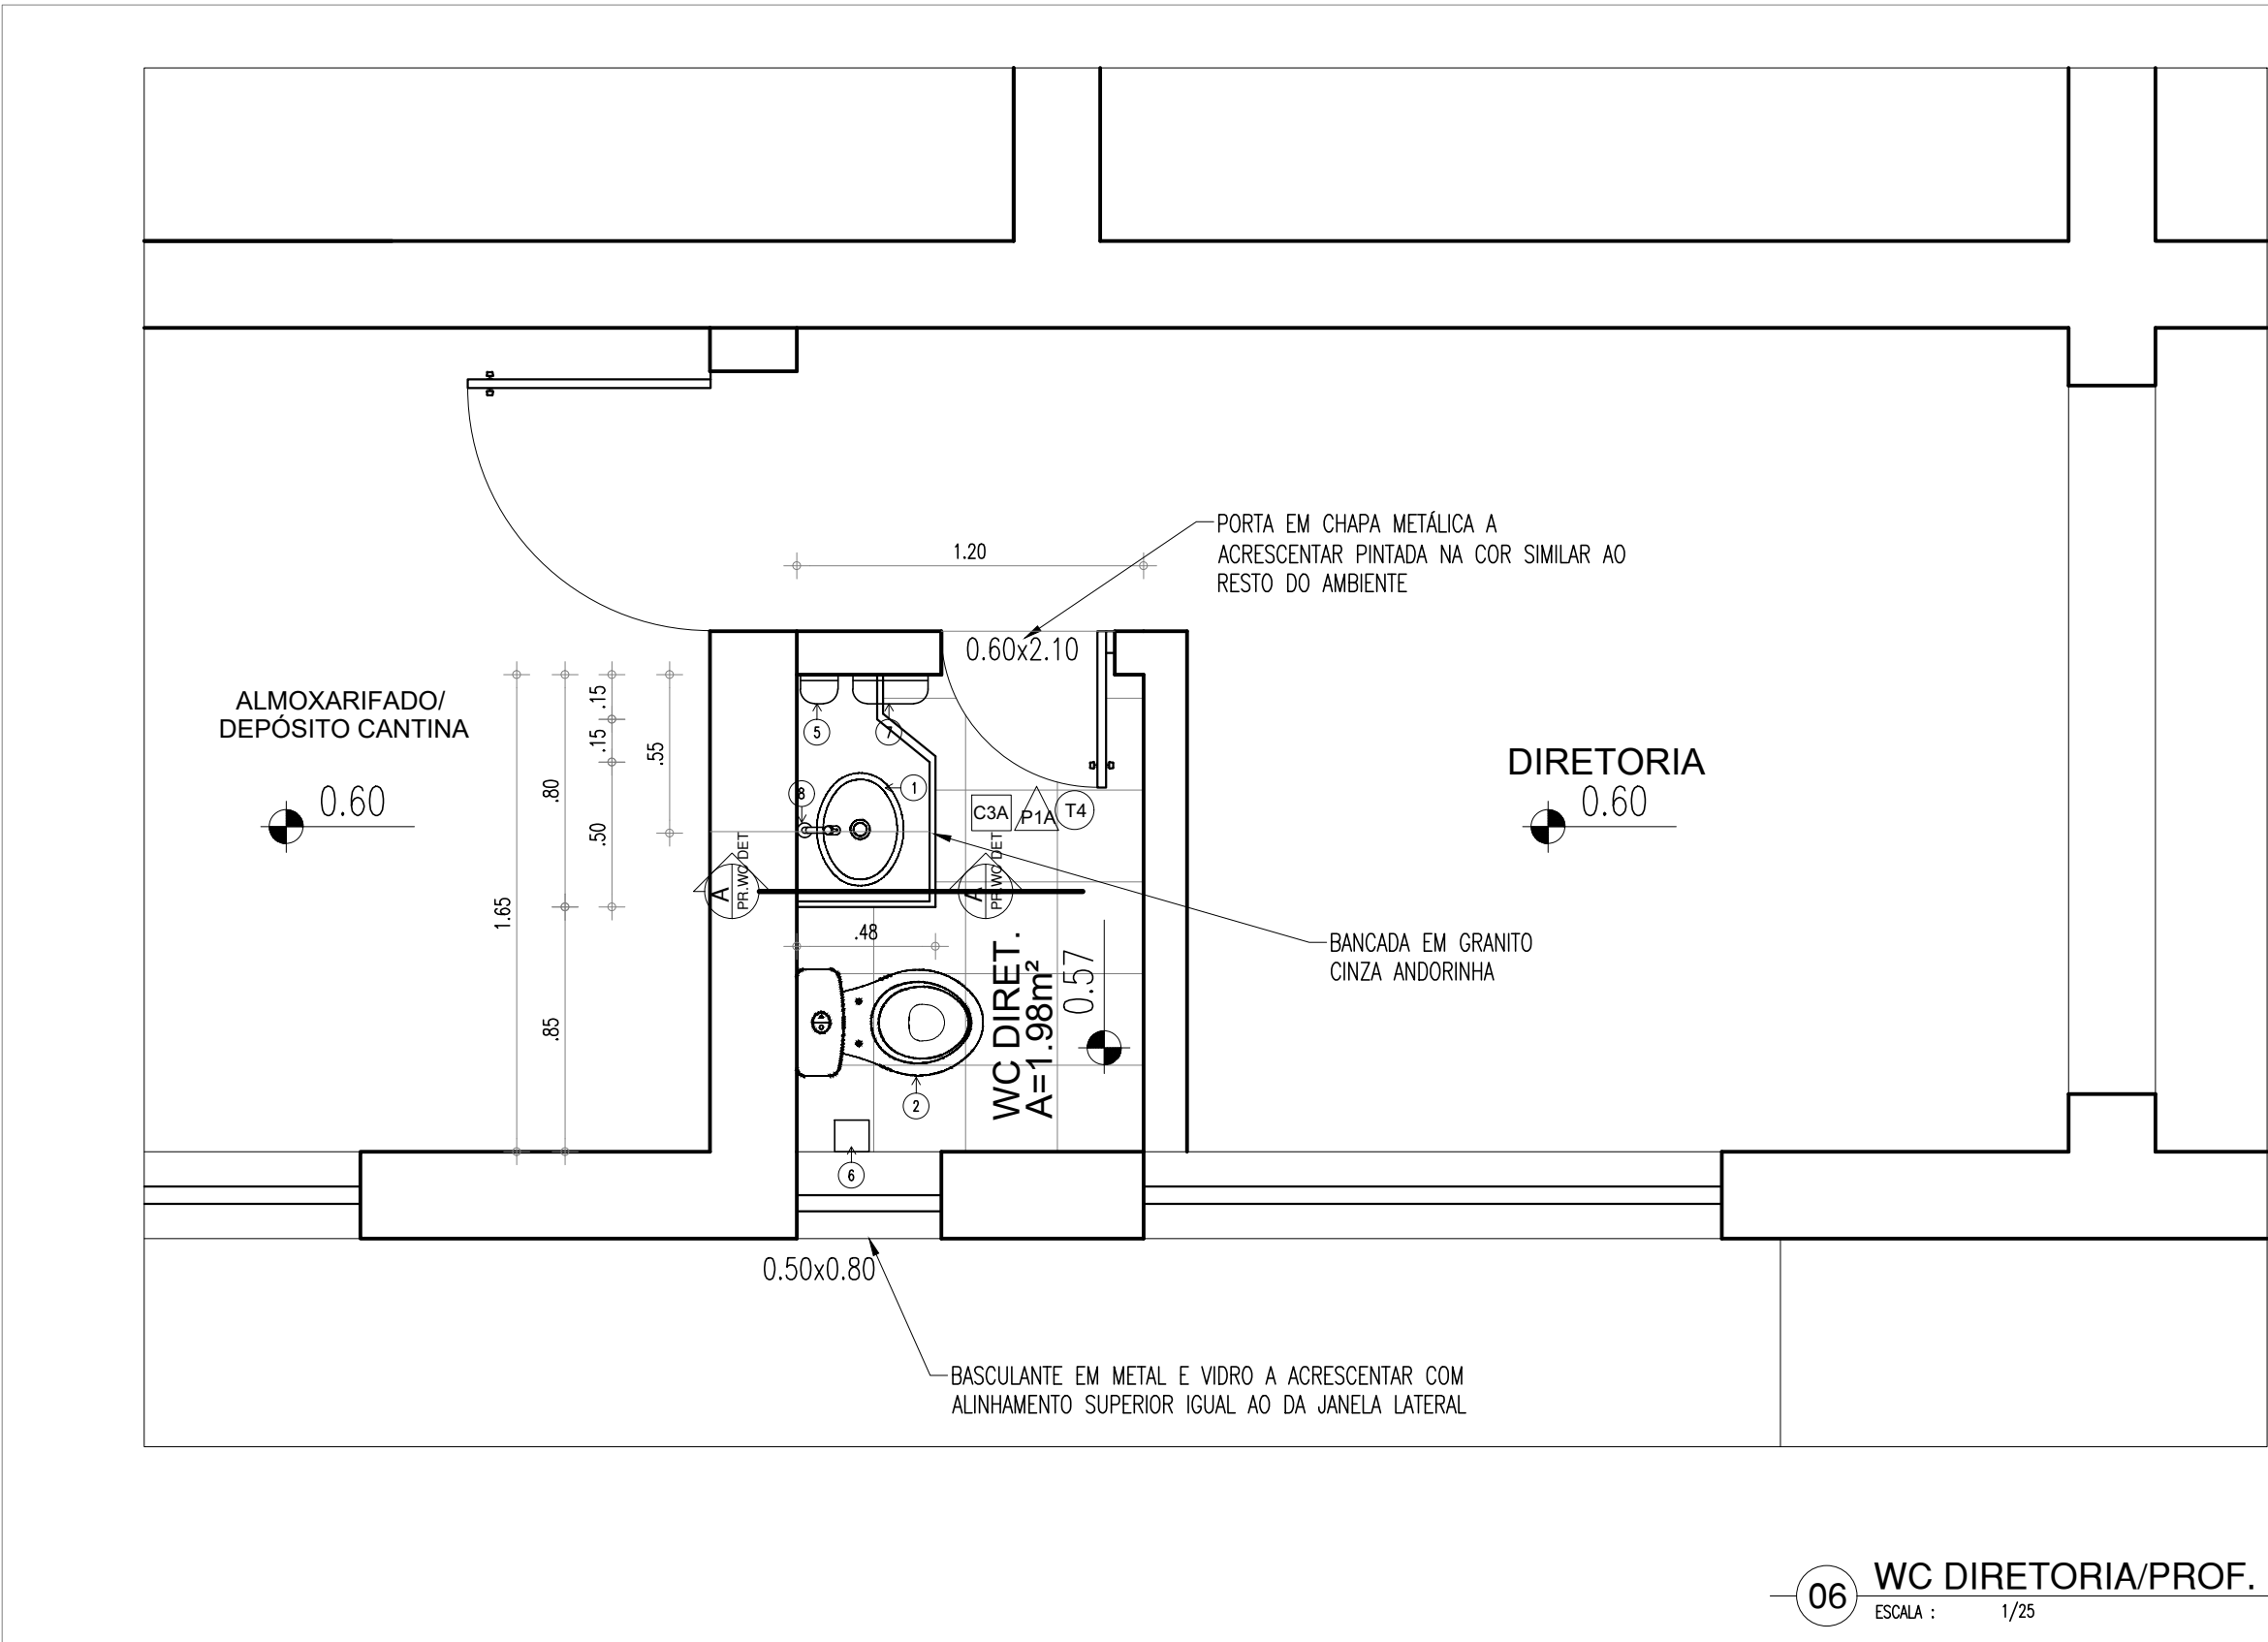 PORTA EM CHAPA METÁLICA A
ACRESCENTAR PINTADA NA COR SIMILAR AO
RESTO DO AMBIENTE
1.20
0.60x2.10
ALMOXARIFADO/
DEPÓSITO CANTINA
0.60
.15
.15
.50
.80
.55
1.65
.85
5
7
8
1
C3A
P1A
T4
DIRETORIA
0.60
A
PR.WC DET
A
PR.WC DET
.48
WC DIRET.
A=1.98m²
0.57
BANCADA EM GRANITO
CINZA ANDORINHA
2
6
0.50x0.80
BASCULANTE EM METAL E VIDRO A ACRESCENTAR COM
ALINHAMENTO SUPERIOR IGUAL AO DA JANELA LATERAL
06
WC DIRETORIA/PROF.
ESCALA : 1/25